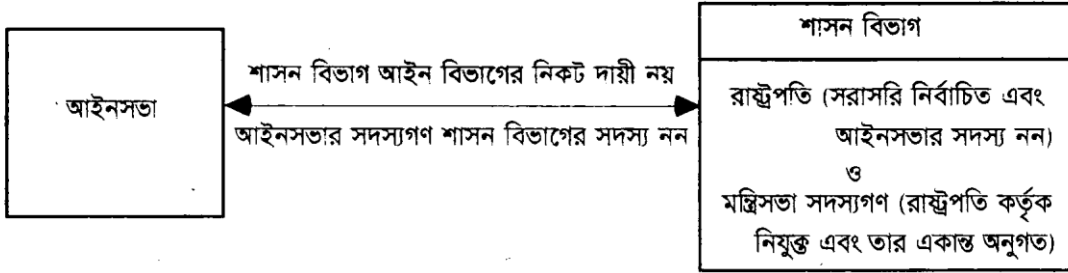 আইনসভা
শাসন বিভাগ আইন বিভাগের নিকট দায়ী নয়
আইনসভার সদস্যগণ শাসন বিভাগের সদস্য নন
শাসন বিভাগ
রাষ্ট্রপতি (সরাসরি নির্বাচিত এবং
আইনসভার সদস্য নন)
ও
মন্ত্রিসভা সদস্যগণ (রাষ্ট্রপতি কর্তৃক
নিযুক্ত এবং তার একান্ত অনুগত)